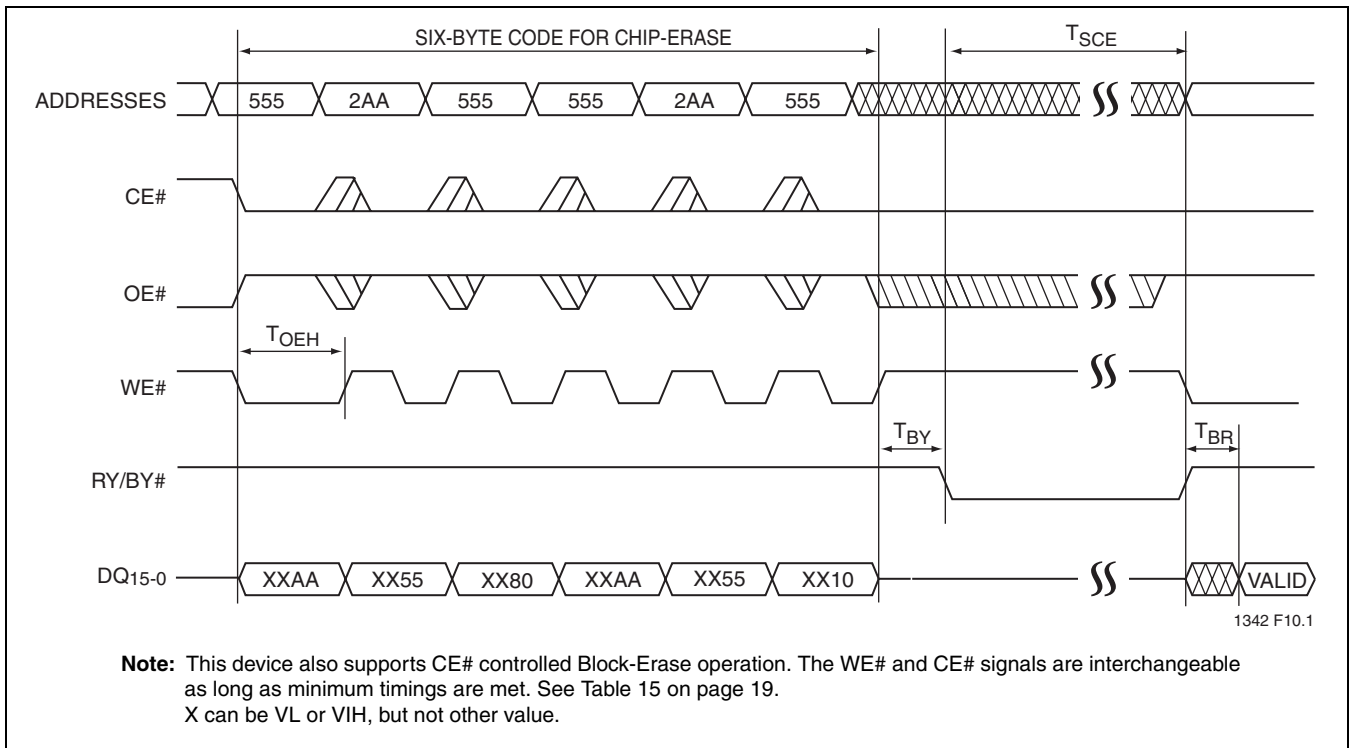 SIX-BYTE CODE FOR CHIP-ERASE TSCE
ADDRESSES 555 2AA 555 555 2AA 555
CE#
OE#
TOEH
WE#
TBY TBR
RY/BY#
DQ15-0 XXAA XX55 XX80 XXAA XX55 XX10 VALID
1342 F10.1
Note: This device also supports CE# controlled Block-Erase operation. The WE# and CE# signals are interchangeable
as long as minimum timings are met. See Table 15 on page 19.
X can be VL or VIH, but not other value.